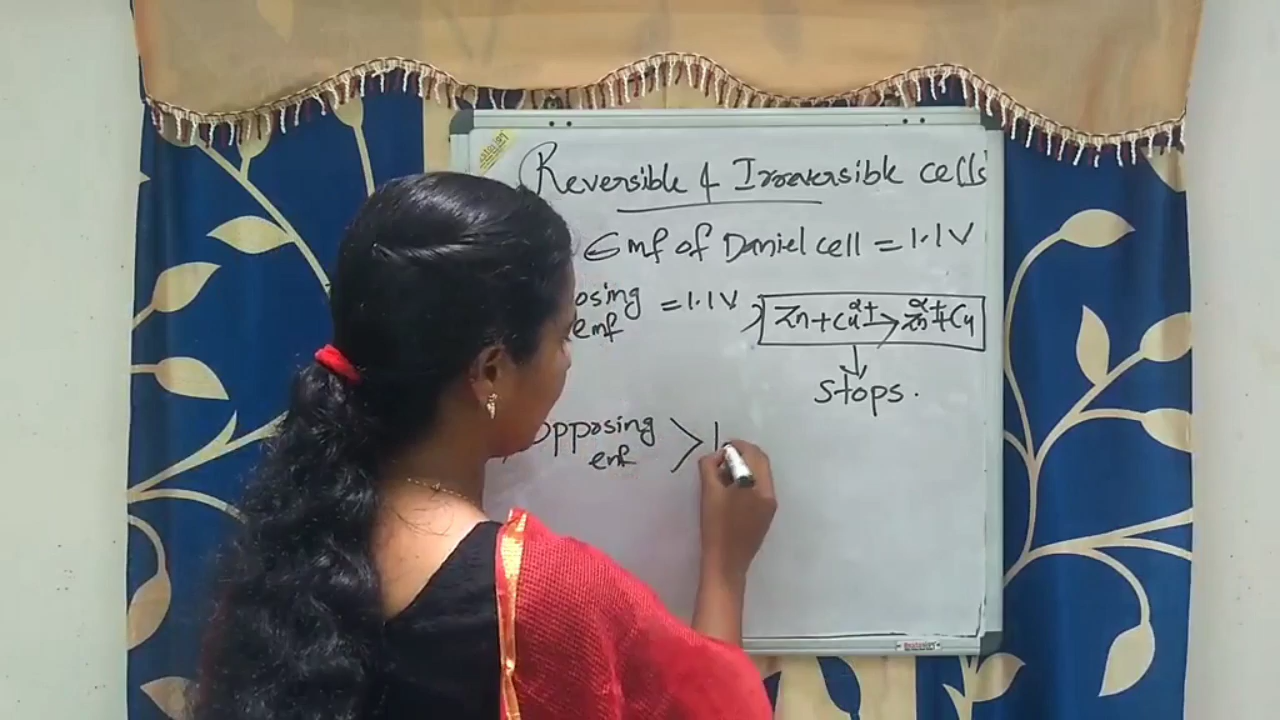 Reversible & Irreversible cells
Emf of Daniel cell = 1.1V
osing emf = 1.1V, Zn + Cu2+ → Zn2+ + Cu
Stops.
Opposing emf > 1.